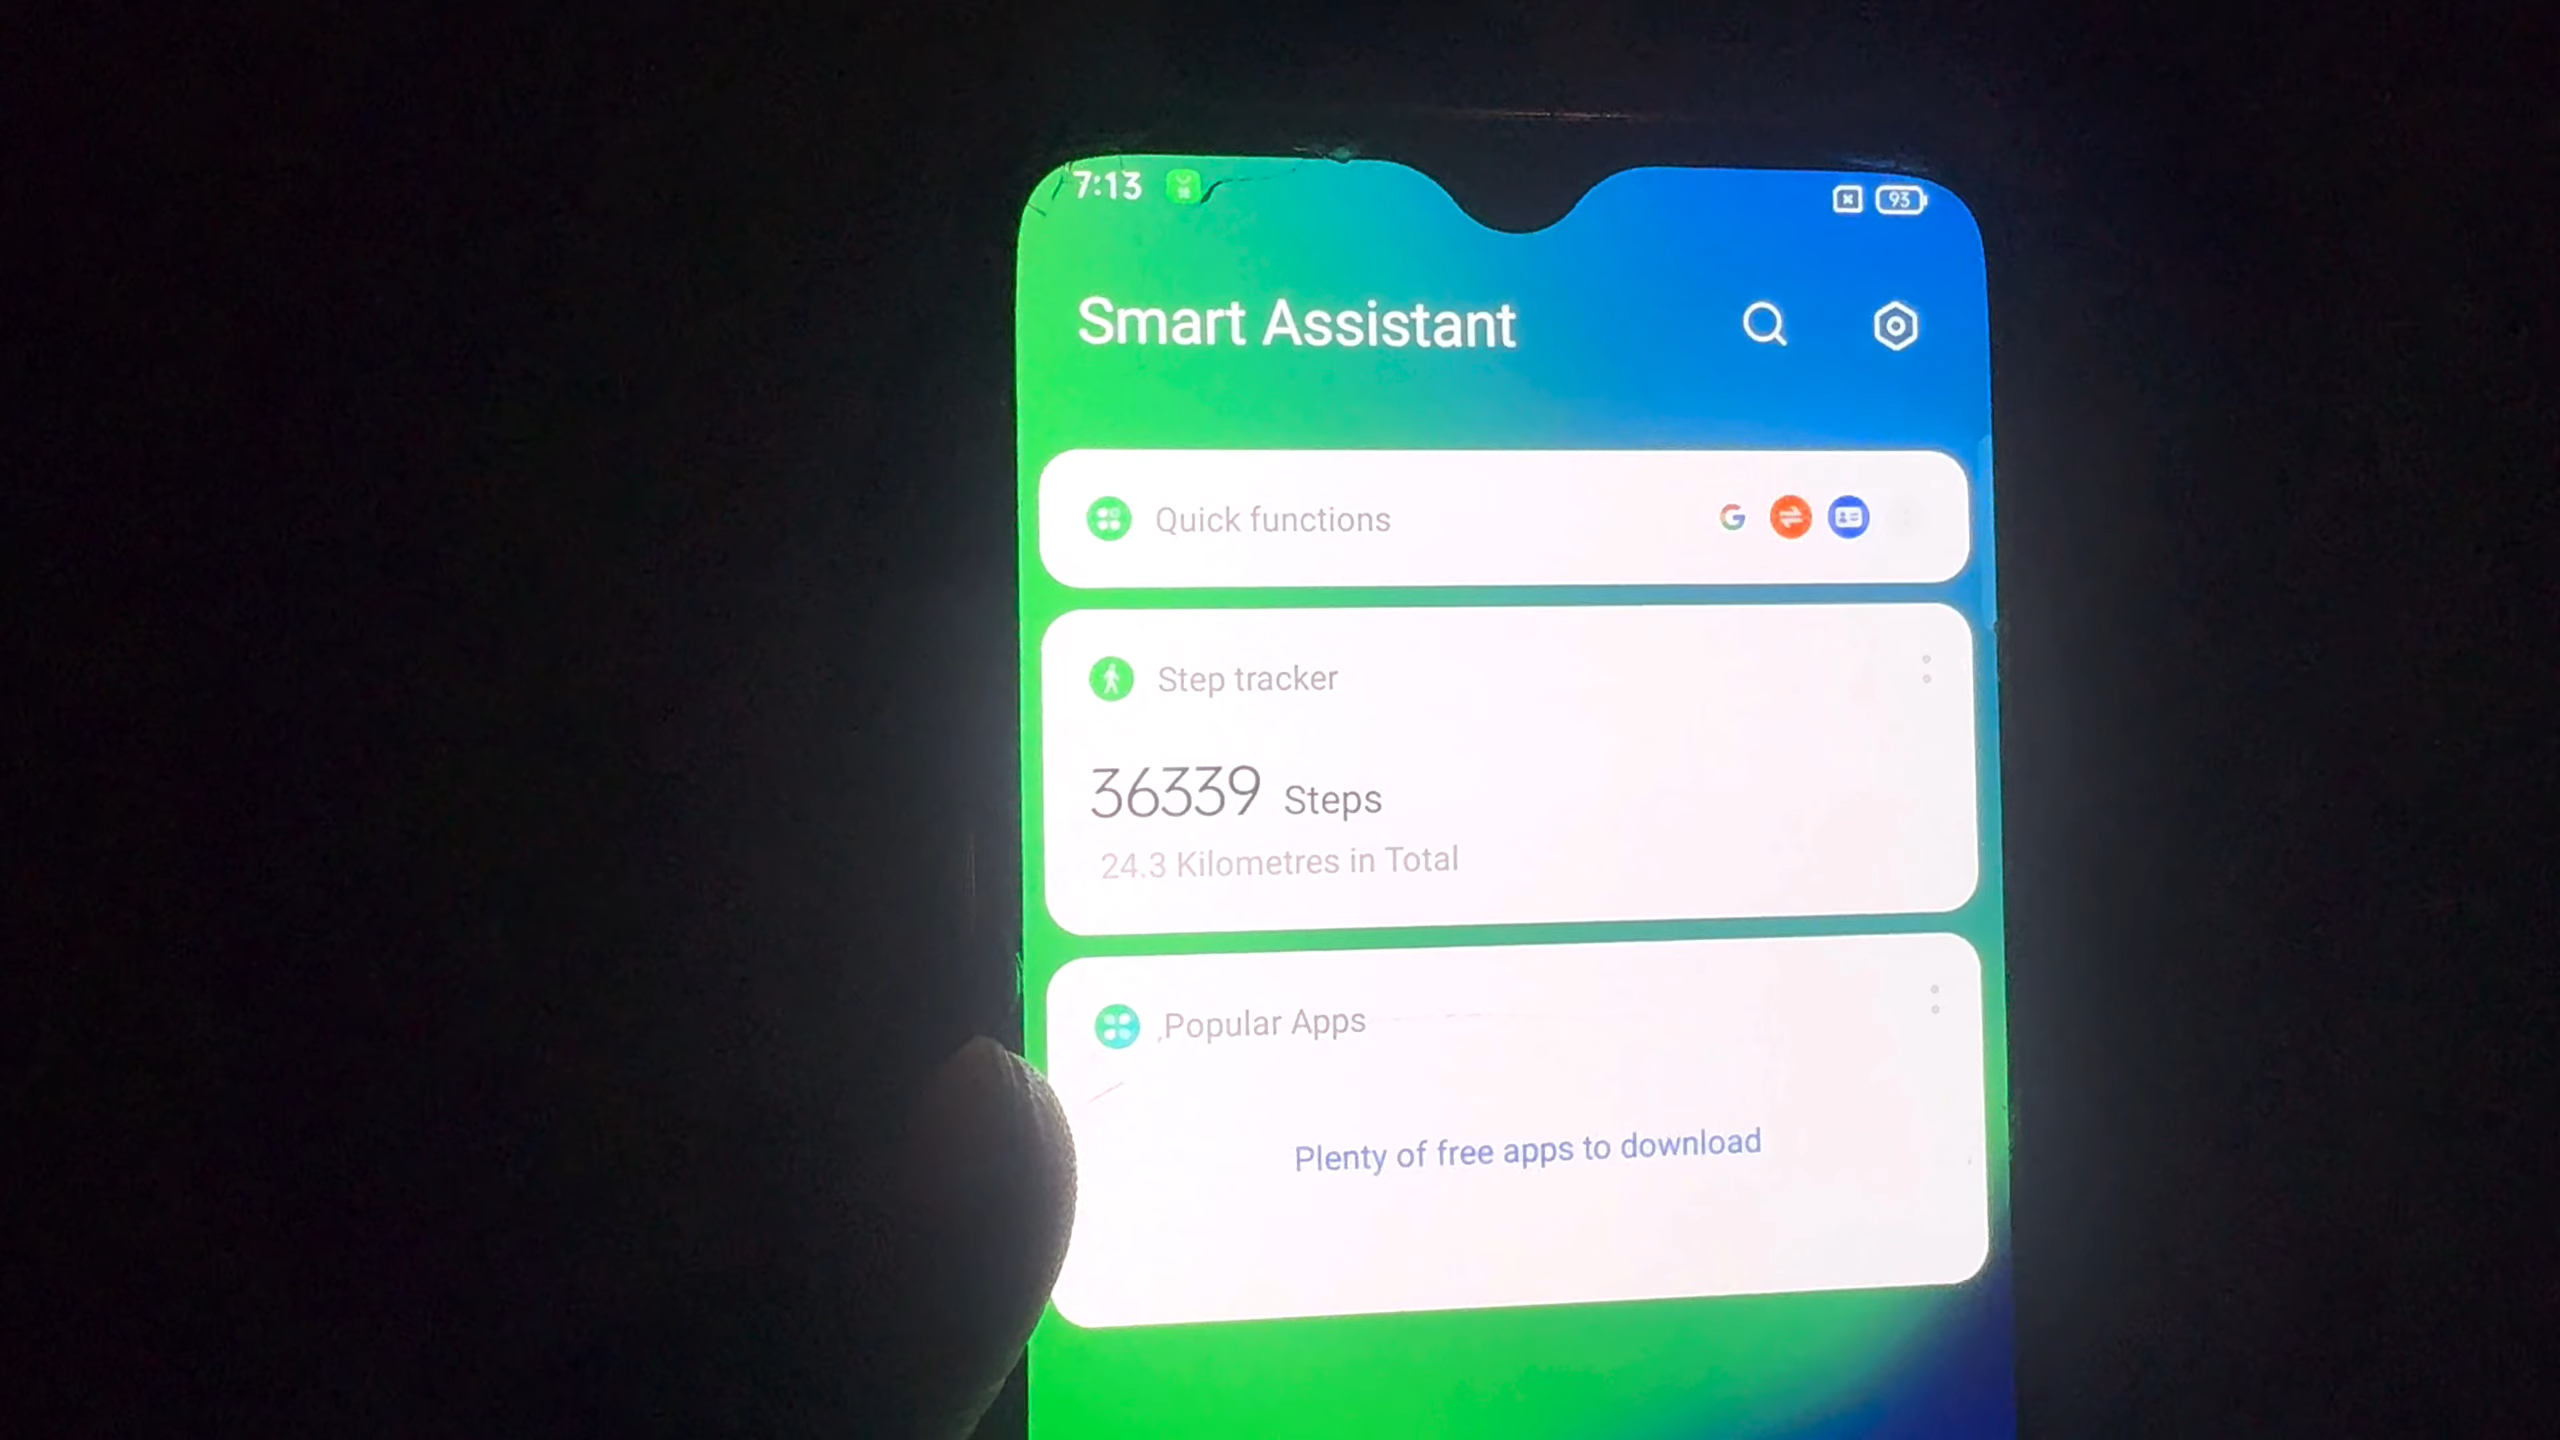 7:13
93
Smart Assistant
Quick functions
G
Step tracker
36339 Steps
24.3 Kilometres in Total
Popular Apps
Plenty of free apps to download